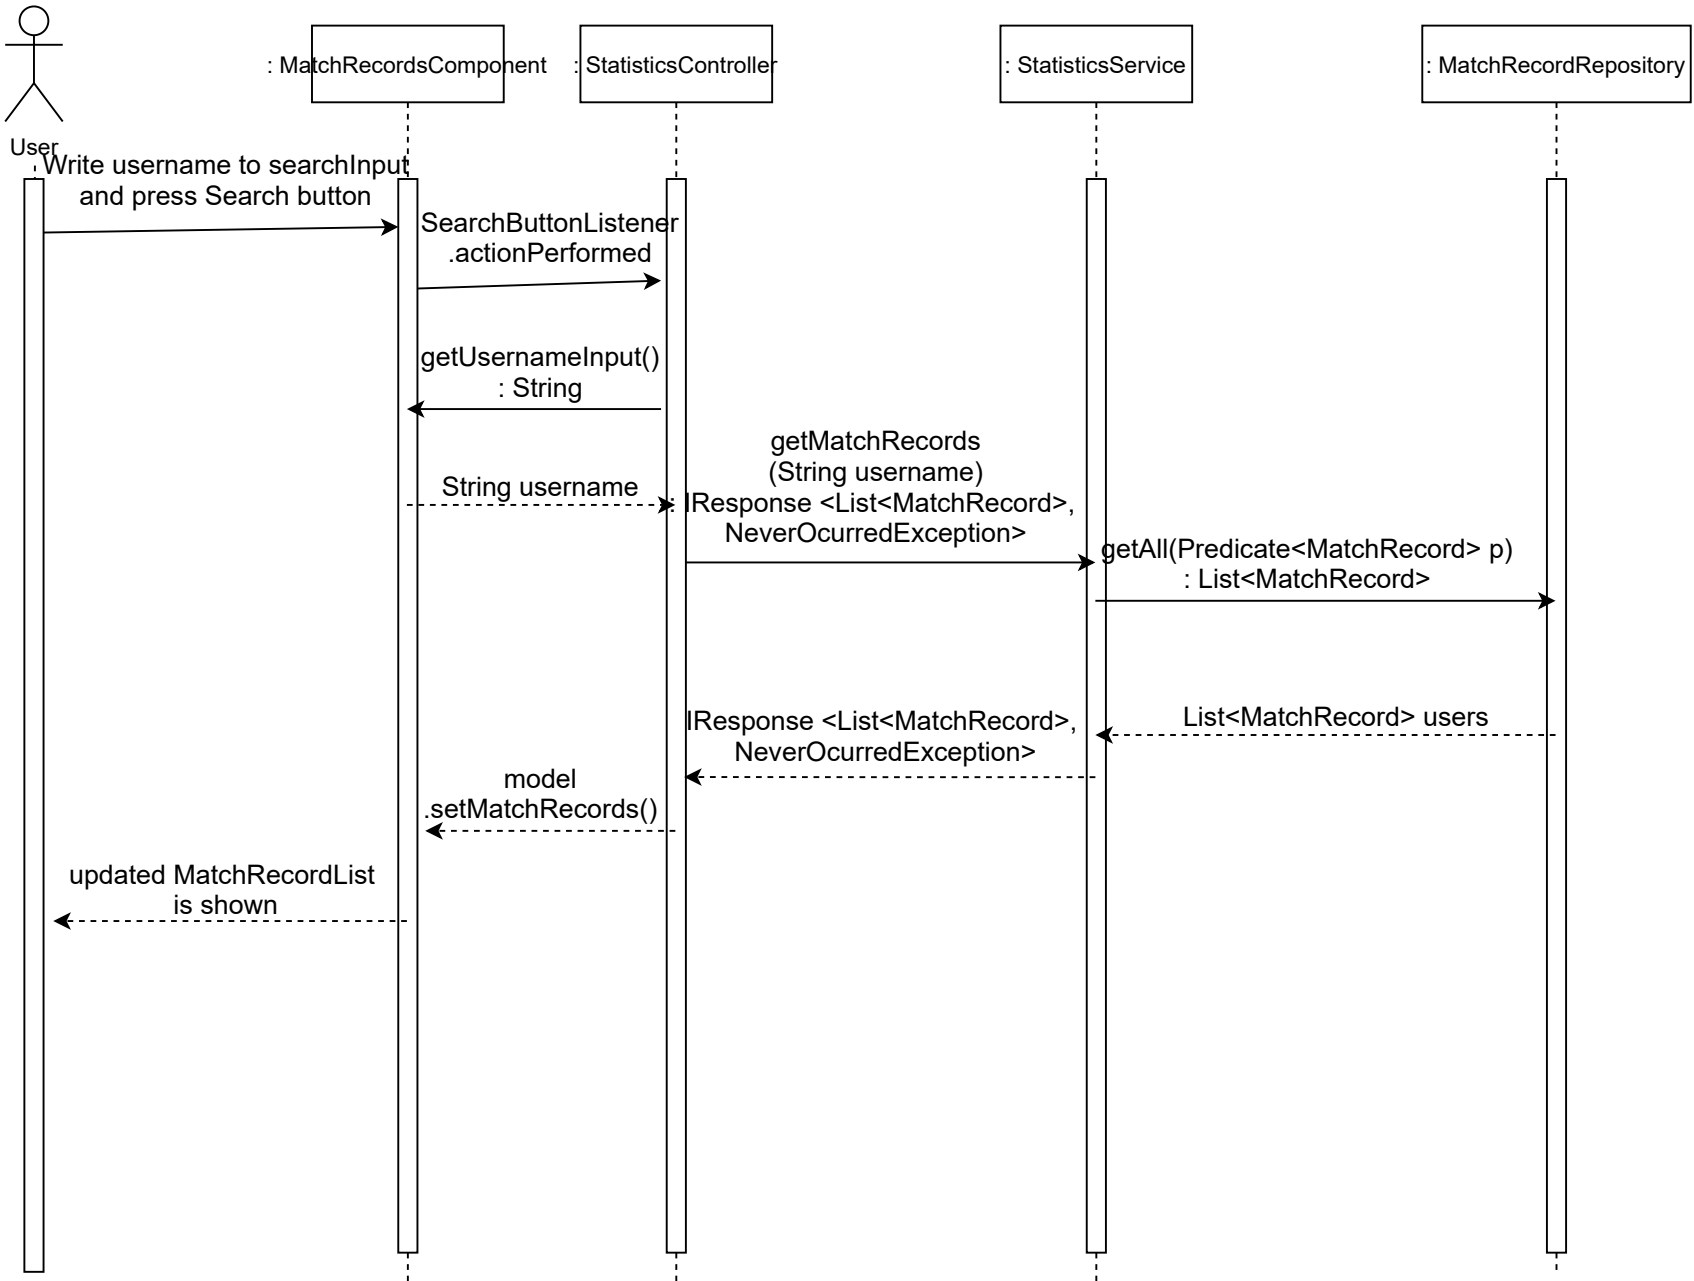 : MatchRecordsComponent
: StatisticsController
: StatisticsService
: MatchRecordRepository
User
Write username to searchInput
and press Search button
SearchButtonListener
.actionPerformed
getUsernameInput()
: String
String username
getMatchRecords
(String username)
: IResponse <List<MatchRecord>,
NeverOcurredException>
getAll(Predicate<MatchRecord> p)
: List<MatchRecord>
List<MatchRecord> users
IResponse <List<MatchRecord>,
NeverOcurredException>
model
.setMatchRecords()
updated MatchRecordList
is shown